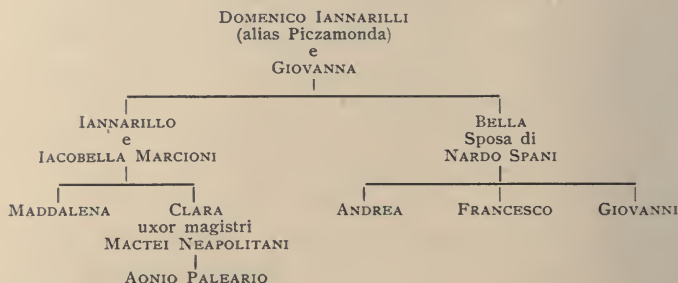 DOMENICO IANNARILLI
(alias Piczamonda)
e
GIOVANNA
IANNARILLO
e
IACOBELLA MARCIONI
BELLA
Sposa di
NARDO SPANI
MADDALENA
CLARA
uxor magistri
MACTEI NEAPOLITANI
AONIO PALEARIO
ANDREA
FRANCESCO
GIOVANNI